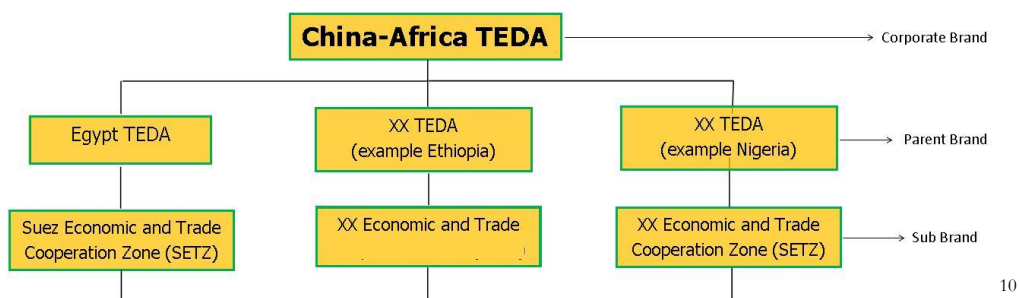 China-Africa TEDA
Corporate Brand
Egypt TEDA
XX TEDA
(example Ethiopia)
XX TEDA
(example Nigeria)
Parent Brand
Suez Economic and Trade
Cooperation Zone (SETZ)
XX Economic and Trade
XX Economic and Trade
Cooperation Zone (SETZ)
Sub Brand
10